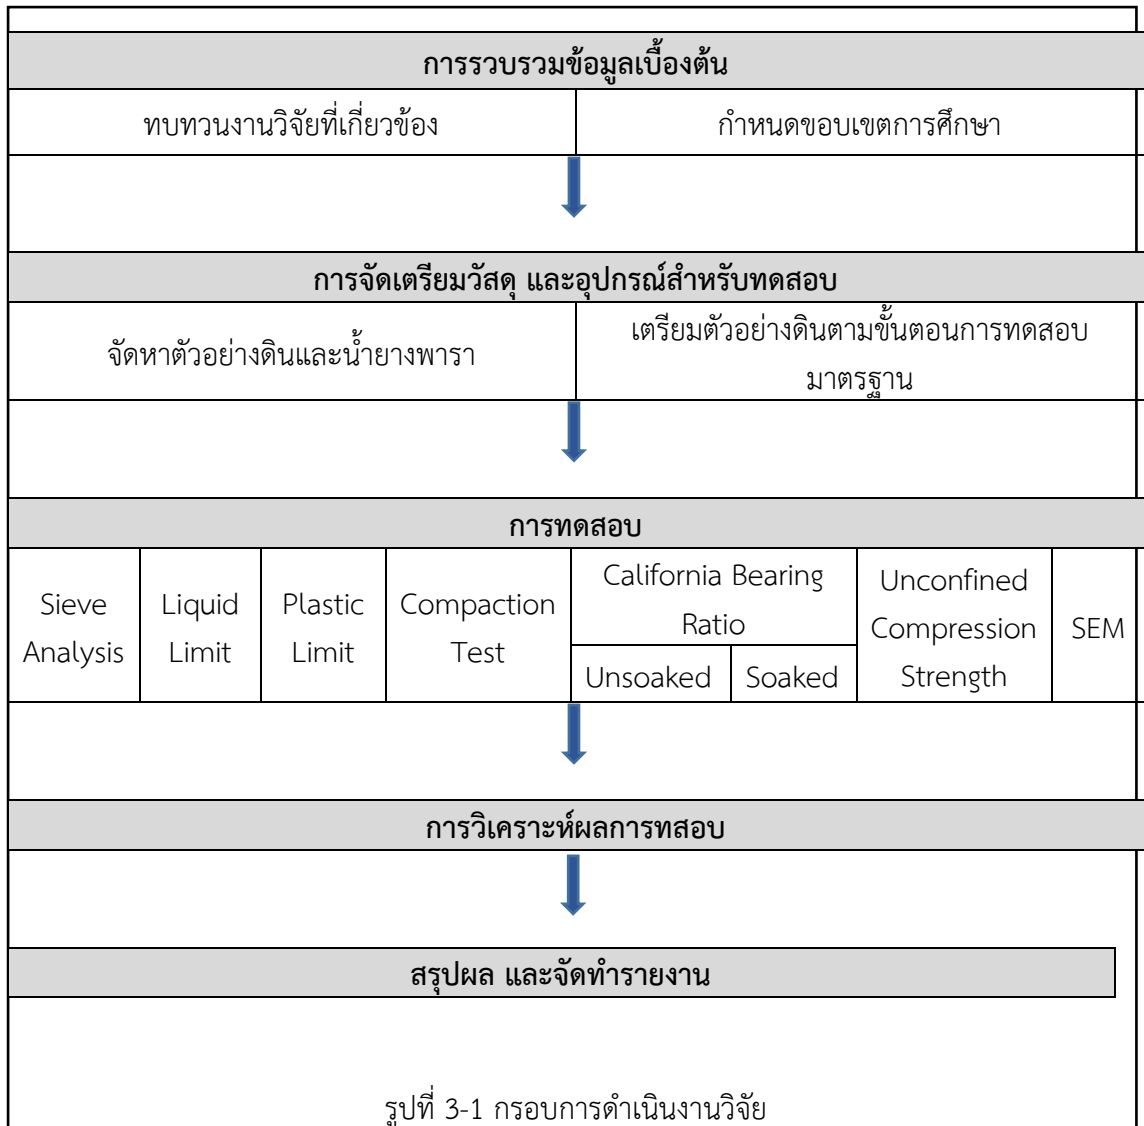 การรวบรวมข้อมูลเบื้องต้น
ทบทวนงานวิจัยที่เกี่ยวข้อง
กำหนดขอบเขตการศึกษา
การจัดเตรียมวัสดุ และอุปกรณ์สำหรับทดสอบ
จัดหาตัวอย่างดินและน้ำยางพารา
เตรียมตัวอย่างดินตามขั้นตอนการทดสอบ
มาตรฐาน
การทดสอบ
Sieve
Analysis
Liquid
Limit
Plastic
Limit
Compaction
Test
California Bearing
Ratio
Unsoaked
Soaked
Unconfined
Compression
Strength
SEM
การวิเคราะห์ผลการทสอบ
สรุปผล และจัดทำรายงาน
รูปที่ 3-1 กรอบการดำเนินงานวิจัย